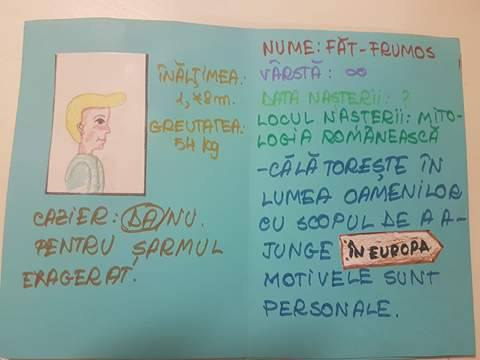 ÎNĂLȚIMEA:
1,78m.
GREUTATEA:
54 kg
CAZIER: DA/NU.
PENTRU ȘARMUL
EXAGERAT.
NUME: FĂT-FRUMOS
VÂRSTĂ: ∞
DATA NAȘTERII: ?
LOCUL NAȘTERII: MITO-
LOGIA ROMÂNEASCĂ
-CĂLĂTOREȘTE ÎN
LUMEA OAMENILOR
CU SCOPUL DE A A-
JUNGE ÎN EUROPA
MOTIVELE SUNT
PERSONALE.